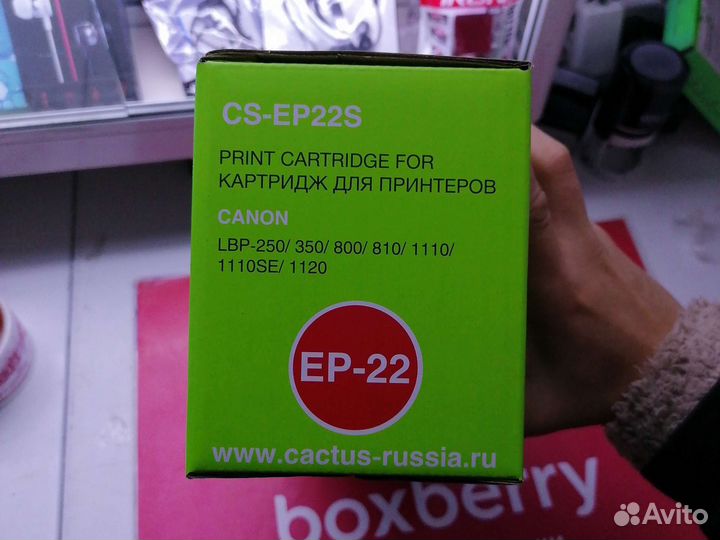 CS-EP22S
PRINT CARTRIDGE FOR
КАРТРИДЖ ДЛЯ ПРИНТЕРОВ
CANON
LBP-250/ 350/ 800/ 810/ 1110/
1110SE/ 1120
EP-22
www.cactus-russia.ru
boxberry
Avito